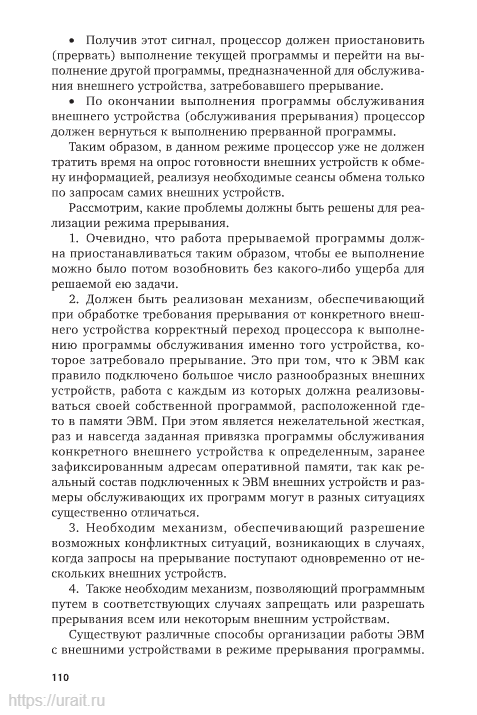 • Получив этот сигнал, процессор должен приостановить
(прервать) выполнение текущей программы и перейти на вы-
полнение другой программы, предназначенной для обслужива-
ния внешнего устройства, затребовавшего прерывание.
• По окончании выполнения программы обслуживания
внешнего устройства (обслуживания прерывания) процессор
должен вернуться к выполнению прерванной программы.
Таким образом, в данном режиме процессор уже не должен
тратить время на опрос готовности внешних устройств к обме-
ну информацией, реализуя необходимые сеансы обмена только
по запросам самих внешних устройств.
Рассмотрим, какие проблемы должны быть решены для реа-
лизации режима прерывания.
1. Очевидно, что работа прерываемой программы долж-
на приостанавливаться таким образом, чтобы ее выполнение
можно было потом возобновить без какого-либо ущерба для
решаемой ею задачи.
2. Должен быть реализован механизм, обеспечивающий
при обработке требования прерывания от конкретного внеш-
него устройства корректный переход процессора к выполне-
нию программы обслуживания именно того устройства, ко-
торое затребовало прерывание. Это при том, что к ЭВМ как
правило подключено большое число разнообразных внешних
устройств, работа с каждым из которых должна реализовы-
ваться своей собственной программой, расположенной где-
то в памяти ЭВМ. При этом является нежелательной жесткая,
раз и навсегда заданная привязка программы обслуживания
конкретного внешнего устройства к определенным, заранее
зафиксированным адресам оперативной памяти, так как ре-
альный состав подключенных к ЭВМ внешних устройств и раз-
меры обслуживающих их программ могут в разных ситуациях
существенно отличаться.
3. Необходим механизм, обеспечивающий разрешение
возможных конфликтных ситуаций, возникающих в случаях,
когда запросы на прерывание поступают одновременно от не-
скольких внешних устройств.
4. Также необходим механизм, позволяющий программным
путем в соответствующих случаях запрещать или разрешать
прерывания всем или некоторым внешним устройствам.
Существуют различные способы организации работы ЭВМ
с внешними устройствами в режиме прерывания программы.
110
https://urait.ru